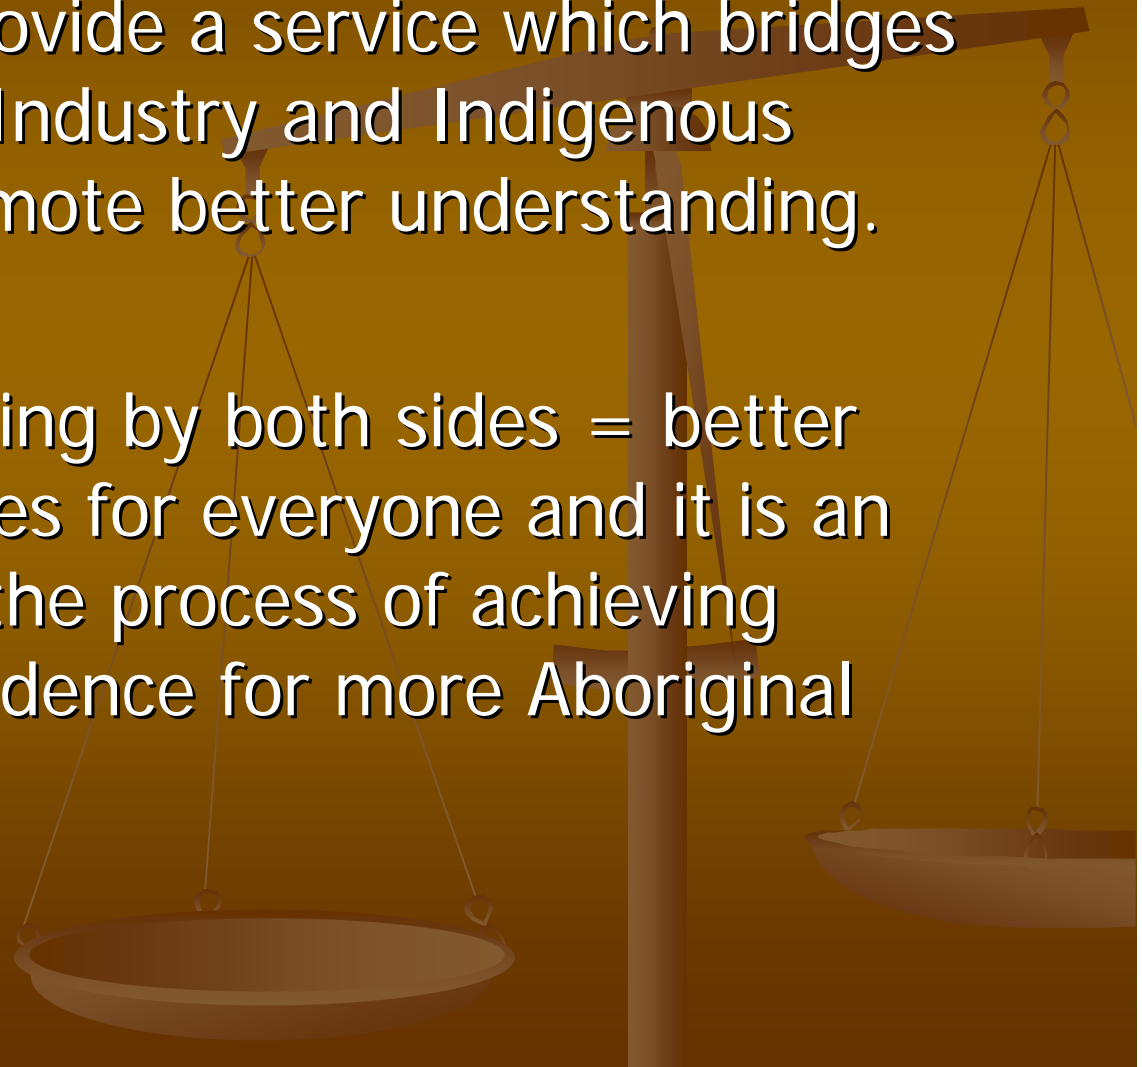 ovide a service which bridges
Industry and Indigenous
mote better understanding.
ing by both sides = better
es for everyone and it is an
the process of achieving
dence for more Aboriginal